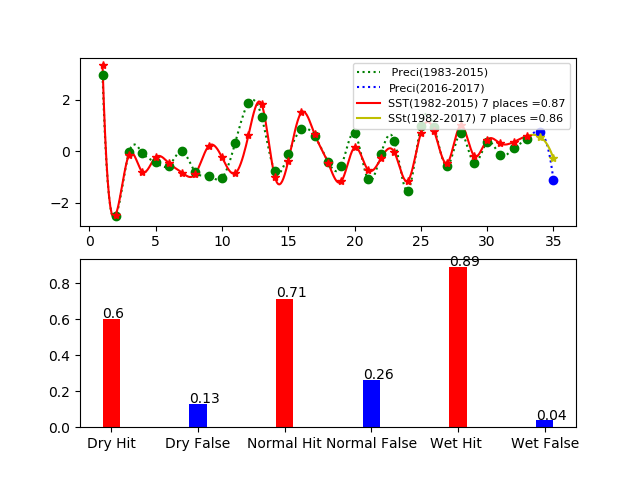 2
0
−2
Preci(1983-2015)
Preci(2016-2017)
SST(1982-2015) 7 places =0.87
SSt(1982-2017) 7 places =0.86
0 5 10 15 20 25 30 35
0.8
0.6
0.4
0.2
0.0
0.6
0.13
0.71
0.26
0.89
0.04
Dry Hit Dry False Normal Hit Normal False Wet Hit Wet False